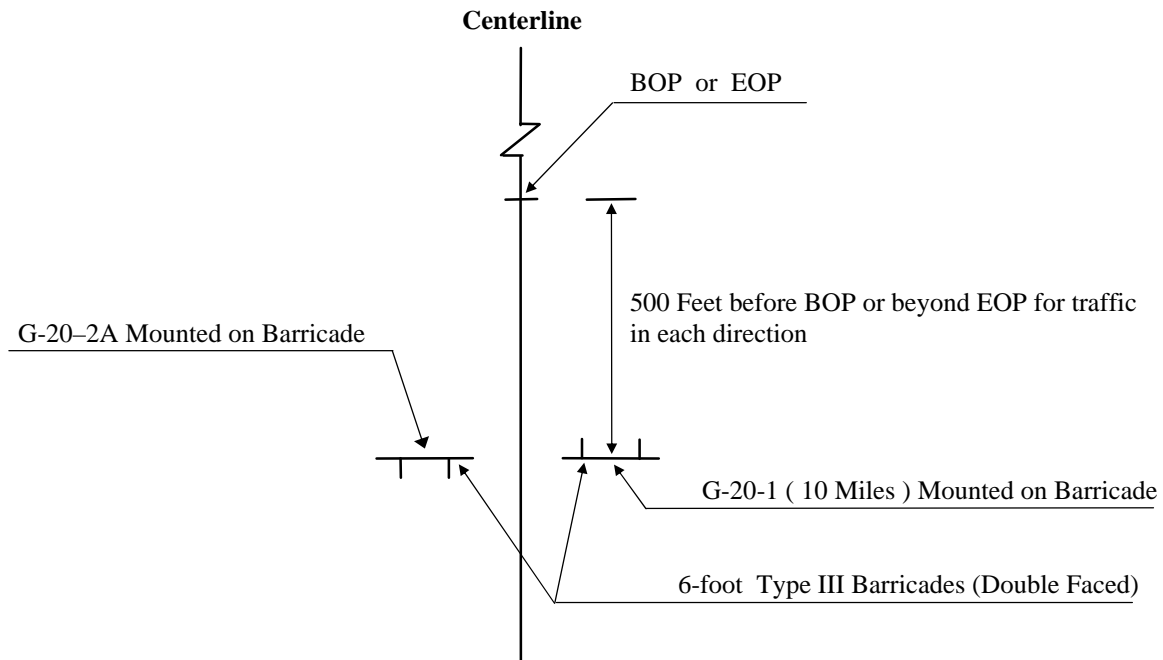 Centerline
BOP or EOP
500 Feet before BOP or beyond EOP for traffic
in each direction
G-20–2A Mounted on Barricade
G-20-1 ( 10 Miles ) Mounted on Barricade
6-foot Type III Barricades (Double Faced)